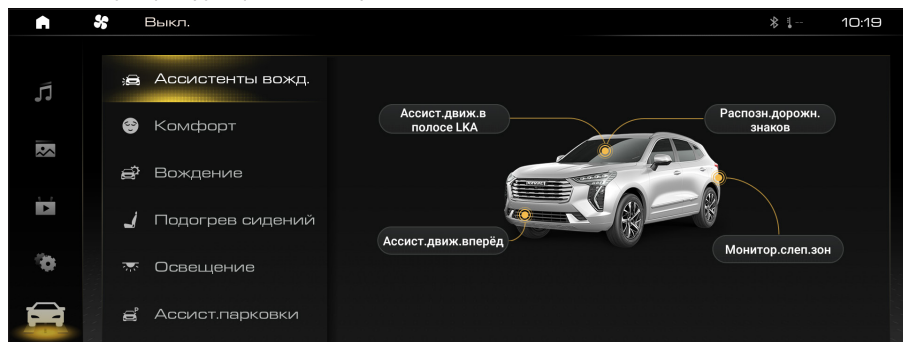 Выкл.
--
10:19
Ассистенты вожд.
Комфорт
Вождение
Подогрев сидений
Освещение
Ассист.парковки
Ассист.движ.в
полосе LKA
Распозн.дорожн.
знаков
Ассист.движ.вперёд
Монитор.слеп.зон